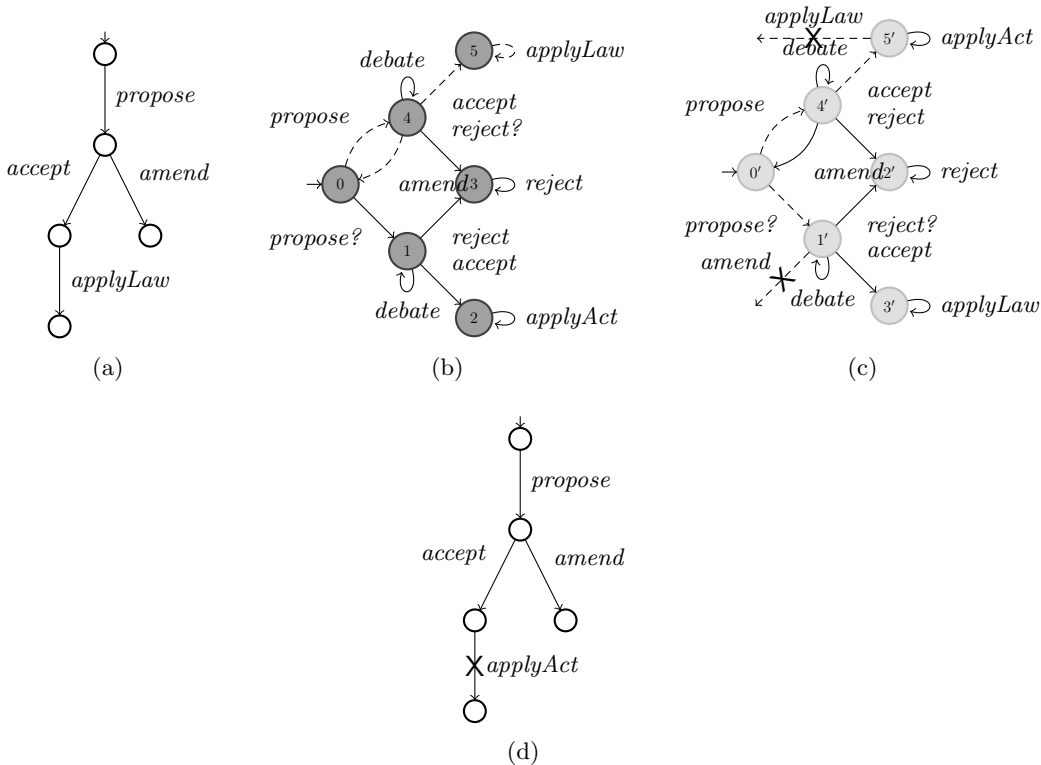 propose
accept
amend
applyLaw
(a)
5
applyLaw
debate
4
accept
reject?
propose
0
amend
3
reject
propose?
1
reject
accept
debate
2
applyAct
(b)
applyLaw
X
debate
5′
applyAct
4′
accept
reject
propose
0′
amend
2′
reject
propose?
1′
reject?
accept
amend
X
debate
3′
applyLaw
(c)
propose
accept
amend
X applyAct
(d)